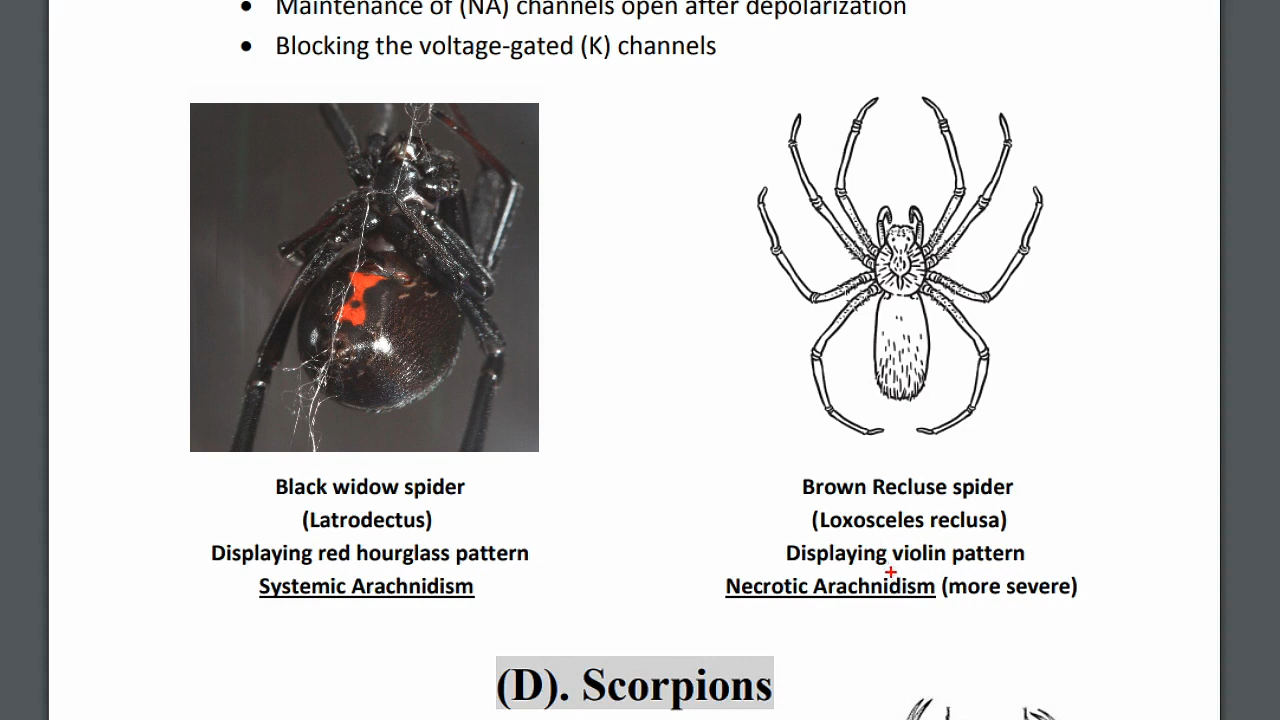 Maintenance of (NA) channels open after depolarization
Blocking the voltage-gated (K) channels
Black widow spider
(Latrodectus)
Displaying red hourglass pattern
Systemic Arachnidism
Brown Recluse spider
(Loxosceles reclusa)
Displaying violin pattern
Necrotic Arachnidism (more severe)
(D). Scorpions